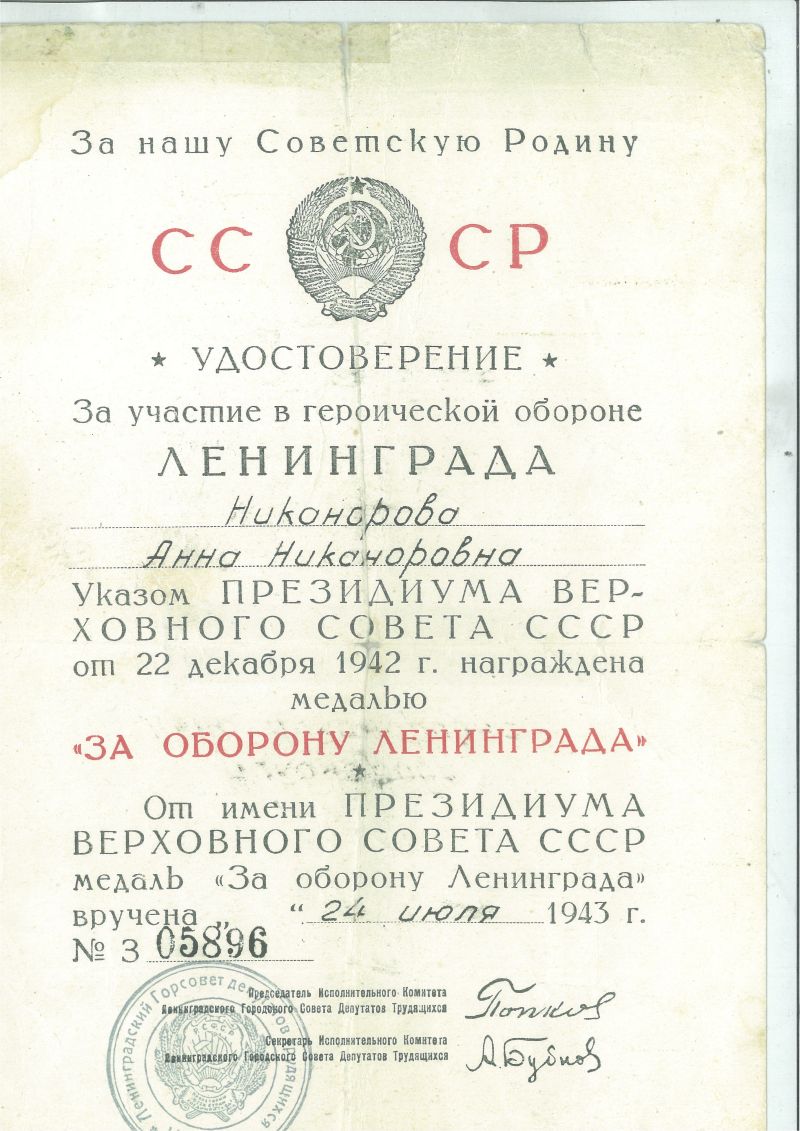 За нашу Советскую Родину
СССР
★ УДОСТОВЕРЕНИЕ ★
За участие в героической обороне
ЛЕНИНГРАДА
Никанорова
Анна Никаноровна
Указом ПРЕЗИДИУМА ВЕР-
ХОВНОГО СОВЕТА СССР
от 22 декабря 1942 г. награждена
медалью
«ЗА ОБОРОНУ ЛЕНИНГРАДА»
★
От имени ПРЕЗИДИУМА
ВЕРХОВНОГО СОВЕТА СССР
медаль «За оборону Ленинграда»
вручена „ “ 24 июля 1943 г.
№ З 05896
Председатель Исполнительного Комитета
Ленинградского Городского Совета Депутатов Трудящихся
Попков
Секретарь Исполнительного Комитета
Ленинградского Городского Совета Депутатов Трудящихся
А.Бубнов
Ленинградский Горсовет депутатов трудящихся
РСФСР